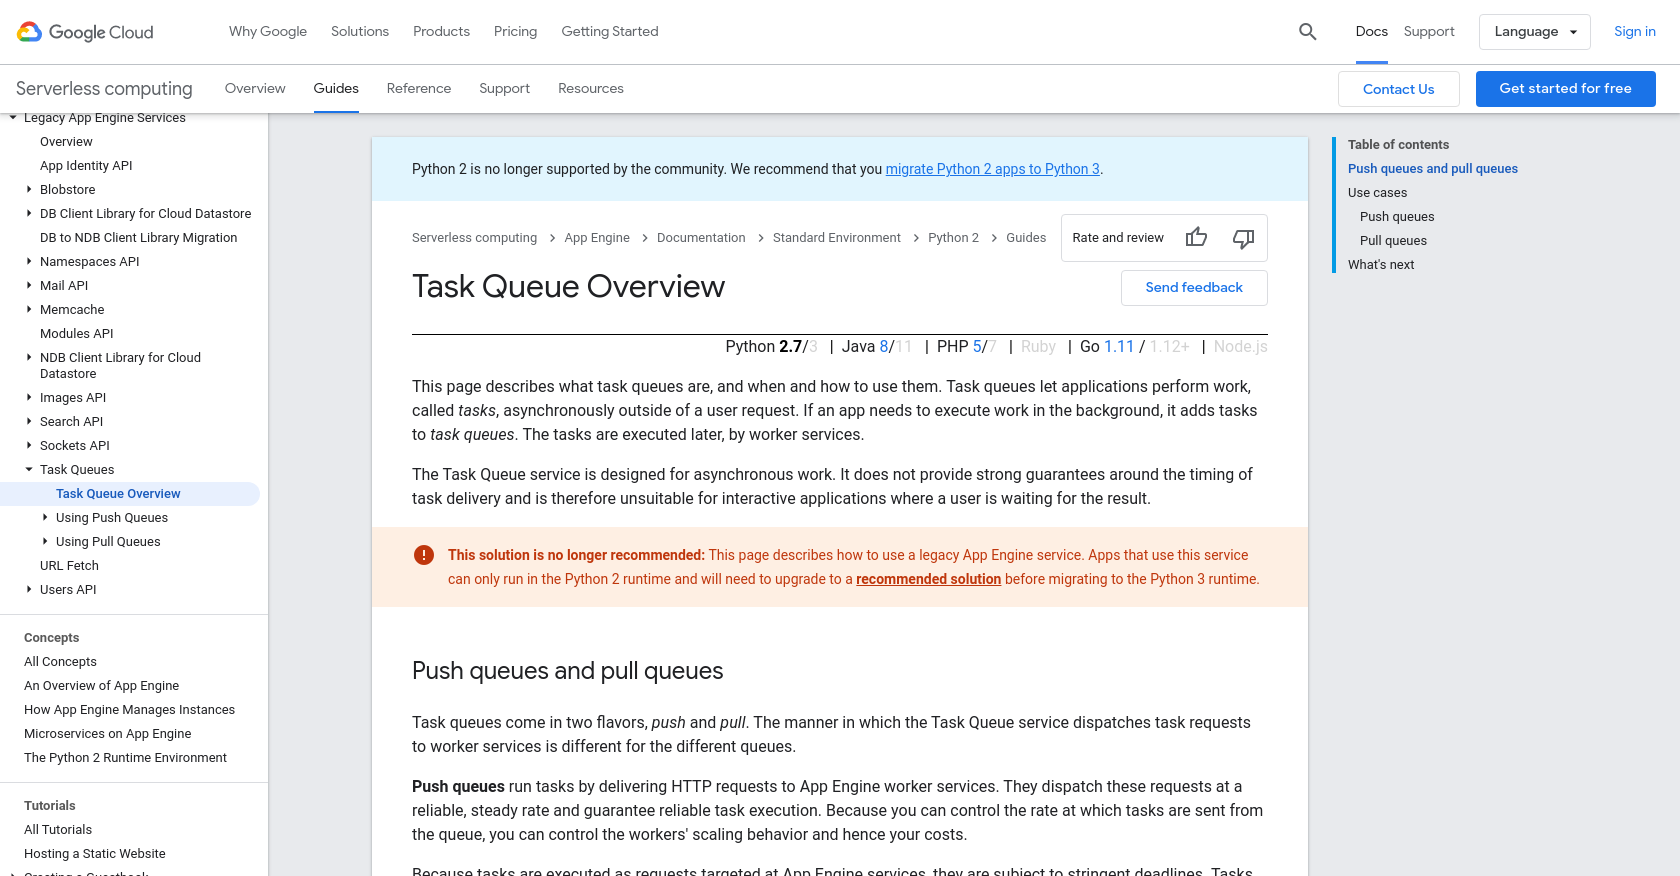 Google Cloud
Why Google
Solutions
Products
Pricing
Getting Started
Docs
Support
Language
Sign in
Serverless computing
Overview
Guides
Reference
Support
Resources
Contact Us
Get started for free
Legacy App Engine Services
Overview
App Identity API
Blobstore
DB Client Library for Cloud Datastore
DB to NDB Client Library Migration
Namespaces API
Mail API
Memcache
Modules API
NDB Client Library for Cloud
Datastore
Images API
Search API
Sockets API
Task Queues
Task Queue Overview
Using Push Queues
Using Pull Queues
URL Fetch
Users API
Concepts
All Concepts
An Overview of App Engine
How App Engine Manages Instances
Microservices on App Engine
The Python 2 Runtime Environment
Tutorials
All Tutorials
Hosting a Static Website
Creating a Guestbook
Python 2 is no longer supported by the community. We recommend that you migrate Python 2 apps to Python 3.
Serverless computing > App Engine > Documentation > Standard Environment > Python 2 > Guides
Rate and review
Task Queue Overview
Send feedback
Python 2.7/3 | Java 8/11 | PHP 5/7 | Ruby | Go 1.11 / 1.12+ | Node.js
This page describes what task queues are, and when and how to use them. Task queues let applications perform work,
called tasks, asynchronously outside of a user request. If an app needs to execute work in the background, it adds tasks
to task queues. The tasks are executed later, by worker services.
The Task Queue service is designed for asynchronous work. It does not provide strong guarantees around the timing of
task delivery and is therefore unsuitable for interactive applications where a user is waiting for the result.
This solution is no longer recommended: This page describes how to use a legacy App Engine service. Apps that use this service
can only run in the Python 2 runtime and will need to upgrade to a recommended solution before migrating to the Python 3 runtime.
Push queues and pull queues
Task queues come in two flavors, push and pull. The manner in which the Task Queue service dispatches task requests
to worker services is different for the different queues.
Push queues run tasks by delivering HTTP requests to App Engine worker services. They dispatch these requests at a
reliable, steady rate and guarantee reliable task execution. Because you can control the rate at which tasks are sent from
the queue, you can control the workers' scaling behavior and hence your costs.
Because tasks are executed as requests targeted at App Engine services, they are subject to stringent deadlines. Tasks
Table of contents
Push queues and pull queues
Use cases
Push queues
Pull queues
What's next